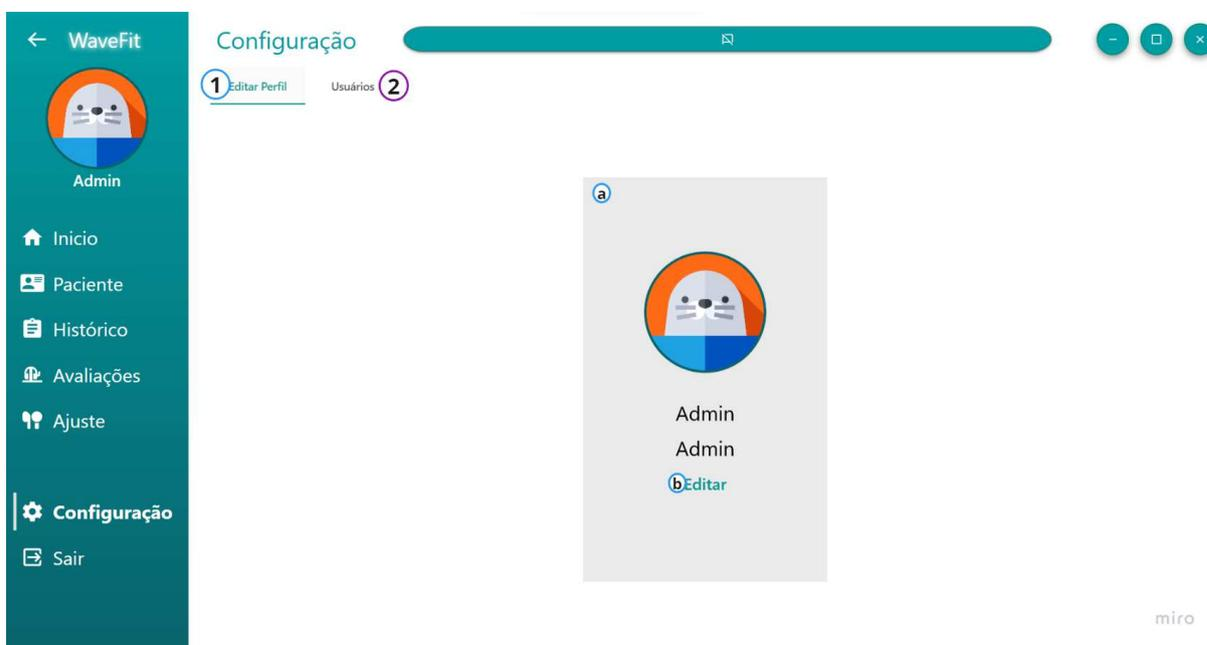 WaveFit
Configuração
1 Editar Perfil
Usuários 2
Admin
a
Inicio
Paciente
Histórico
Avaliações
Ajuste
Admin
Admin
b Editar
Configuração
Sair
miro